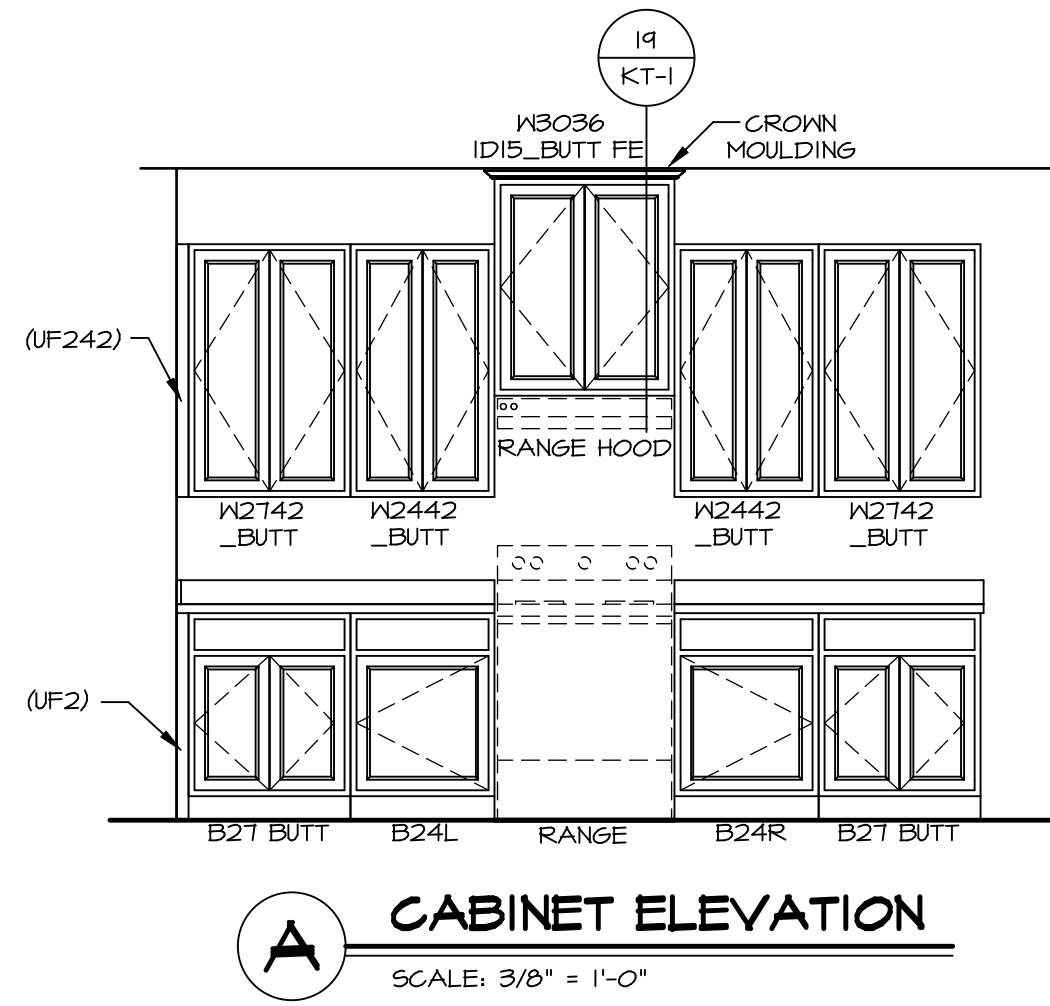 19
KT-1
W3036
1D15_BUTT FE
CROWN
MOULDING
(UF242)
RANGE HOOD
W2742
_BUTT
W2442
_BUTT
W2442
_BUTT
W2742
_BUTT
(UF2)
B27 BUTT
B24L
RANGE
B24R
B27 BUTT
A
CABINET ELEVATION
SCALE: 3/8" = 1'-0"